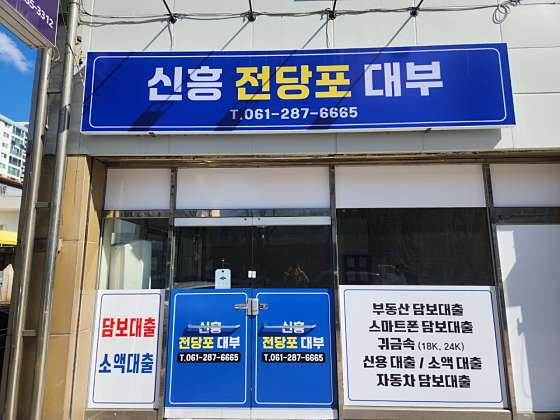 5-3312
신흥 전당포 대부
T.061-287-6665
담보대출
소액대출
신흥
전당포 대부
T.061-287-6665
신흥
전당포 대부
T.061-287-6665
부동산 담보대출
스마트폰 담보대출
귀금속 (18K, 24K)
신용 대출 / 소액 대출
자동차 담보대출